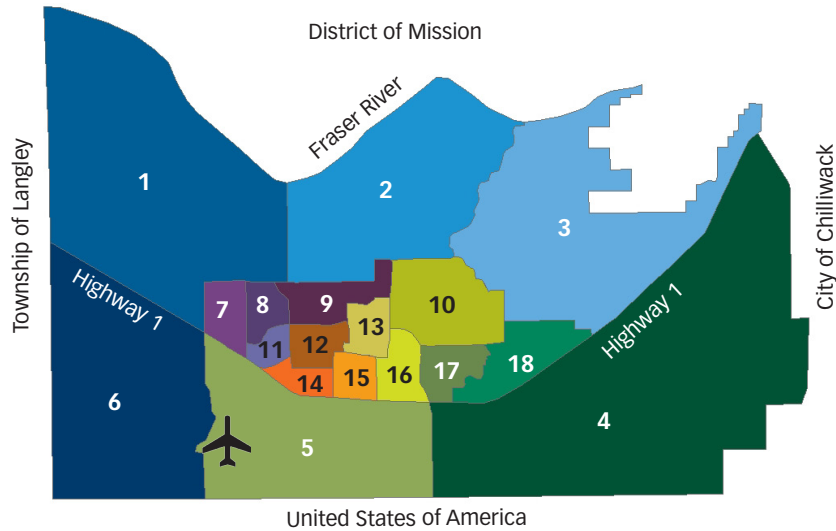 District of Mission
Fraser River
Township of Langley
City of Chilliwack
1
2
3
Highway 1
7
8
9
10
13
11
12
Highway 1
14
15
16
17
18
6
5
4
United States of America